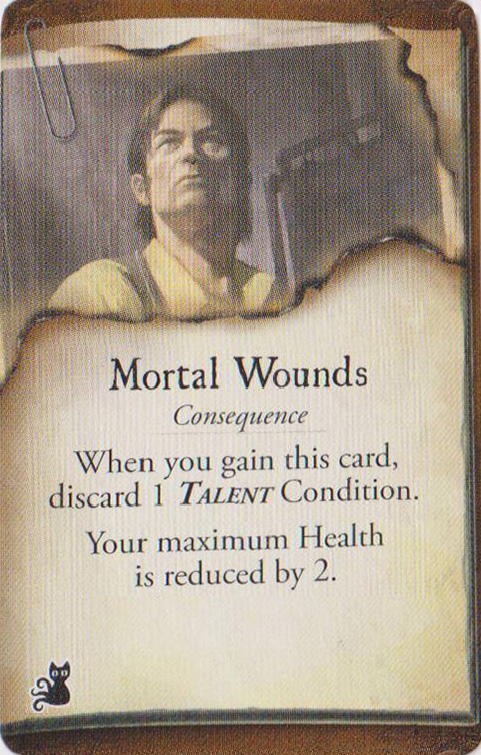 Mortal Wounds
Consequence
When you gain this card,
discard 1 TALENT Condition.
Your maximum Health
is reduced by 2.